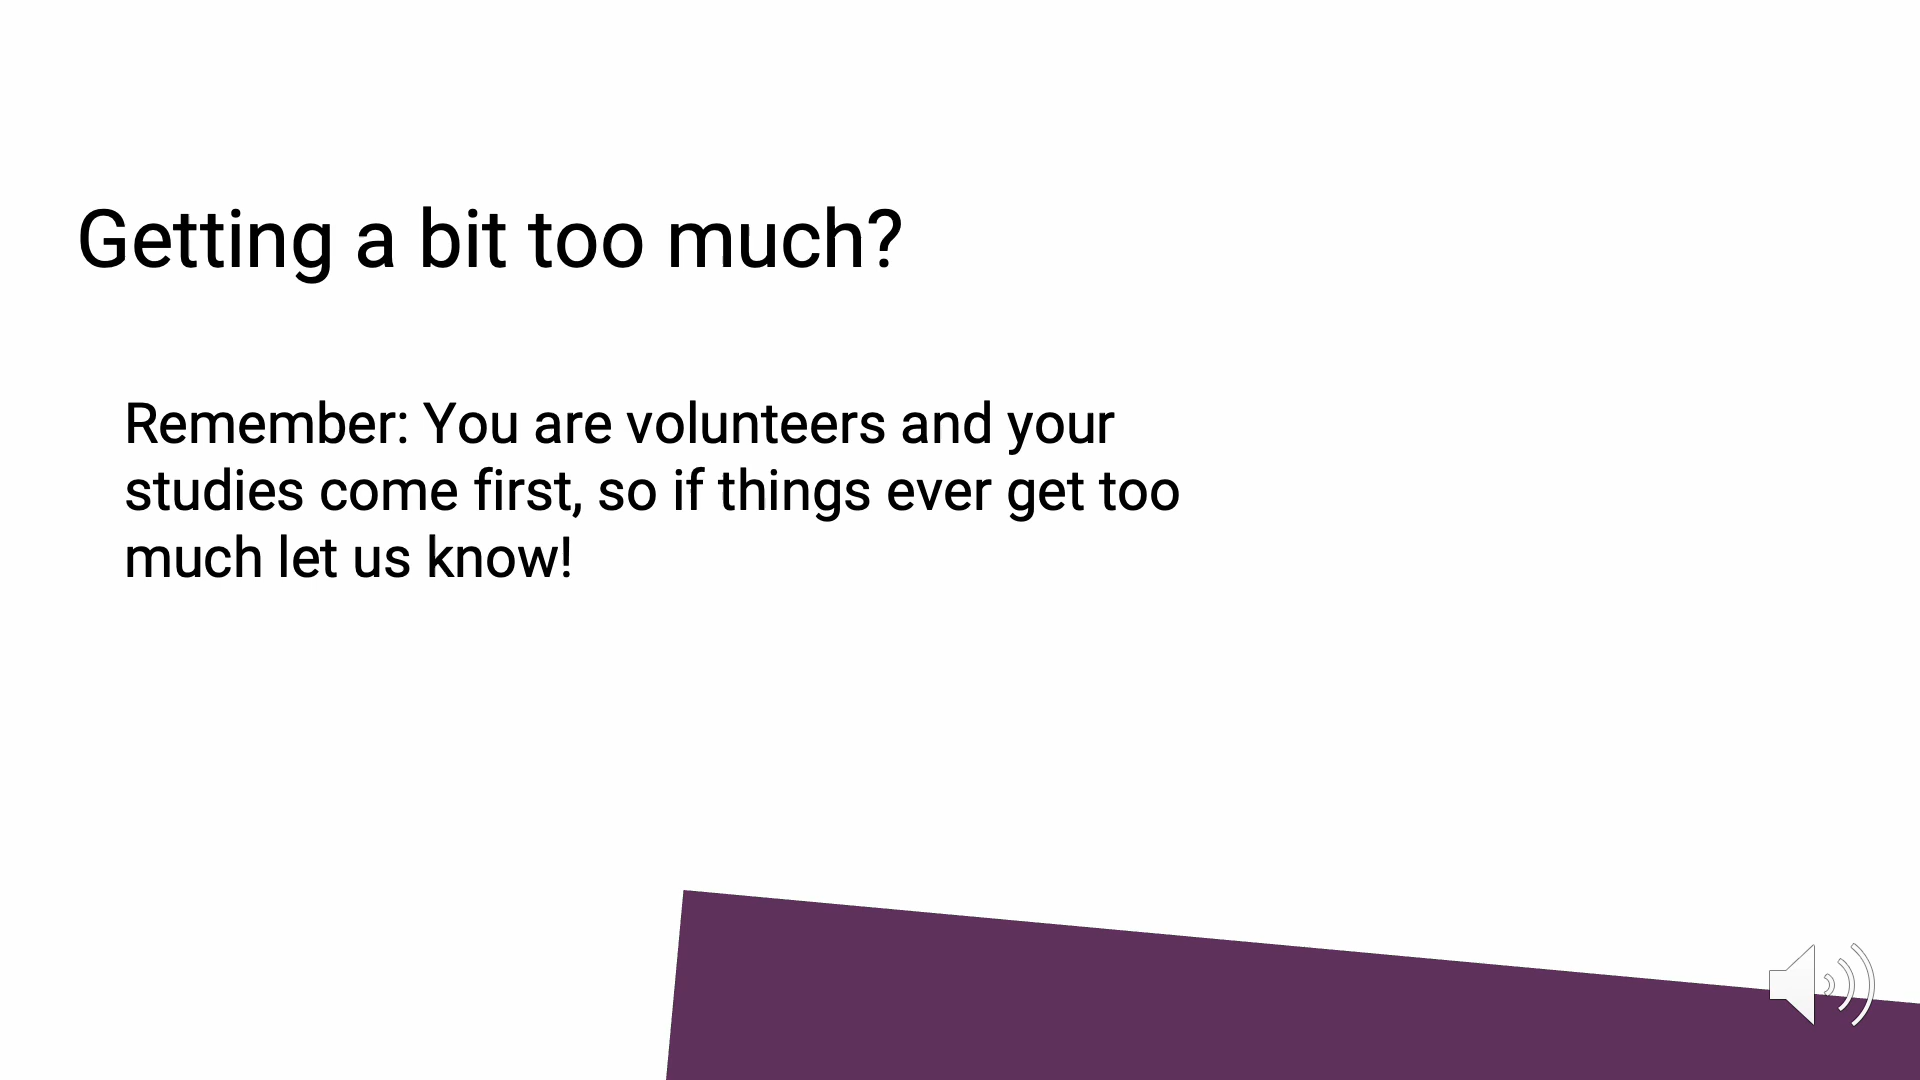 Getting a bit too much?
Remember: You are volunteers and your
studies come first, so if things ever get too
much let us know!